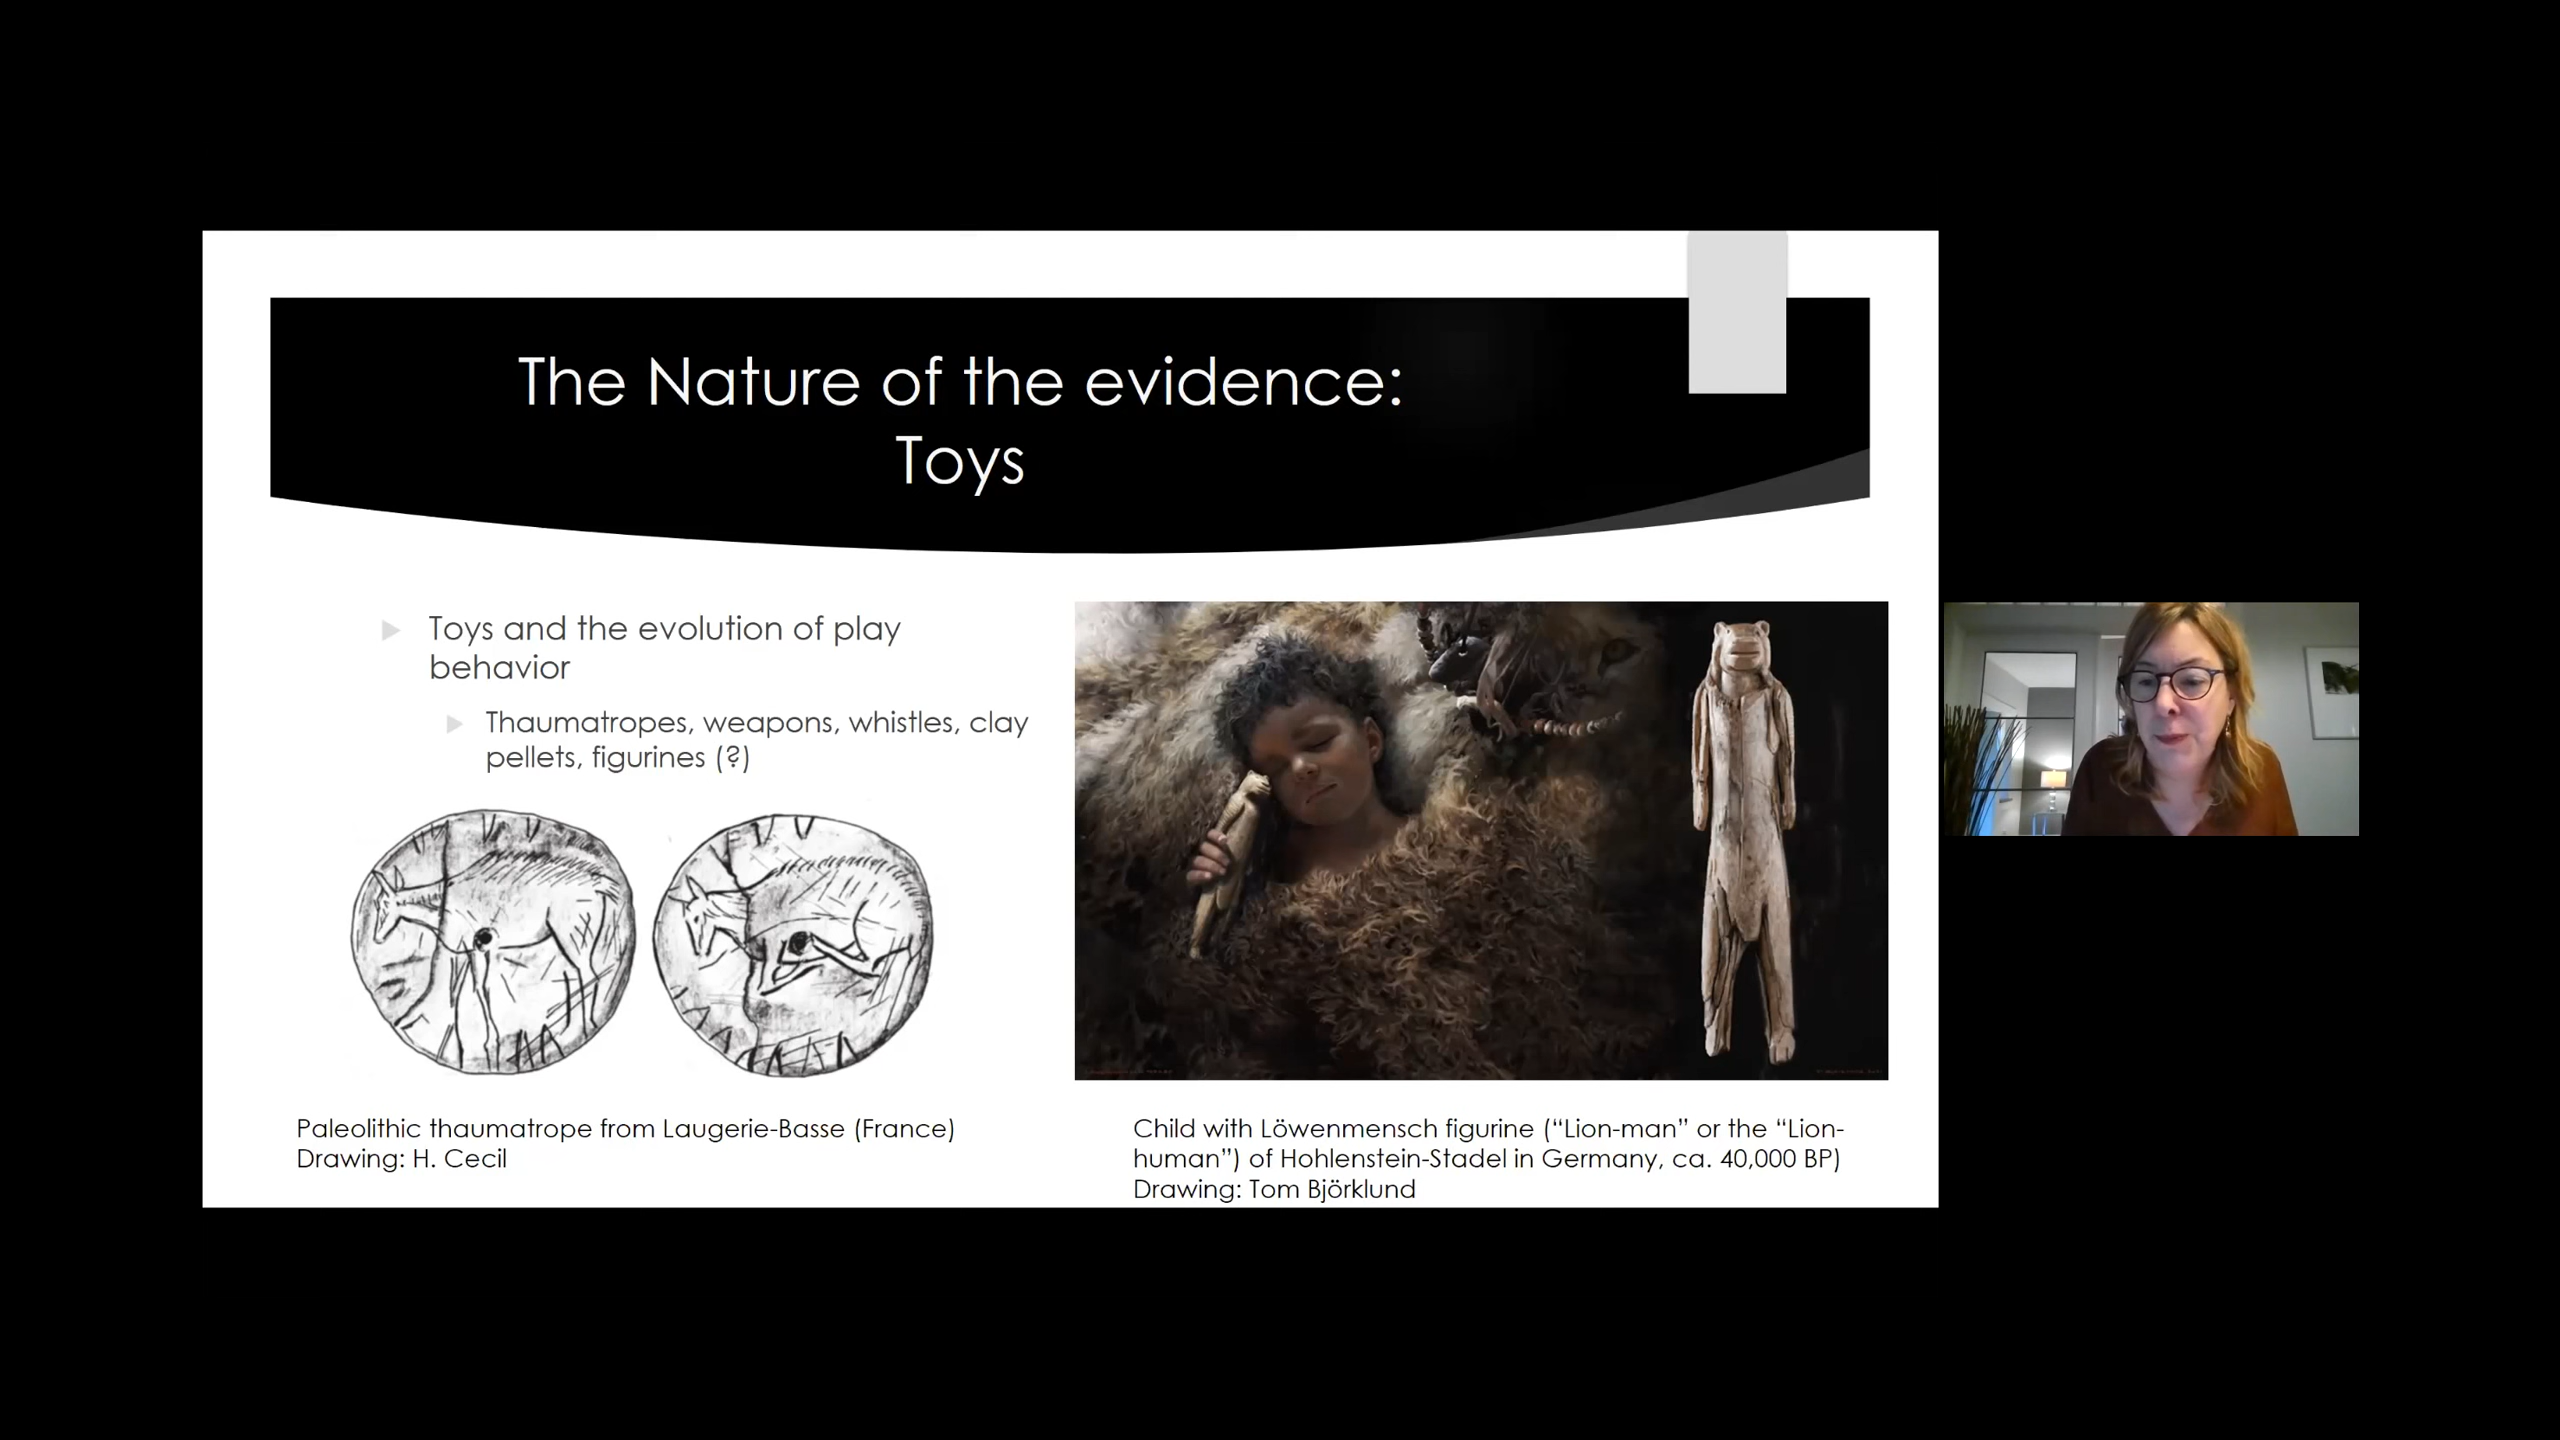 The Nature of the evidence:
Toys
Toys and the evolution of play
behavior
Thaumatropes, weapons, whistles, clay
pellets, figurines (?)
Paleolithic thaumatrope from Laugerie-Basse (France)
Drawing: H. Cecil
Child with Löwenmensch figurine (“Lion-man” or the “Lion-
human”) of Hohlenstein-Stadel in Germany, ca. 40,000 BP)
Drawing: Tom Björklund